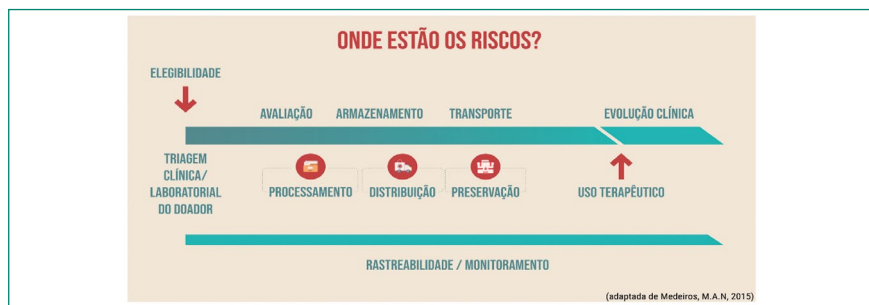 ONDE ESTÃO OS RISCOS?
ELEGIBILIDADE
AVALIAÇÃO
ARMAZENAMENTO
TRANSPORTE
EVOLUÇÃO CLÍNICA
TRIAGEM
CLÍNICA/
LABORATORIAL
DO DOADOR
PROCESSAMENTO
DISTRIBUIÇÃO
PRESERVAÇÃO
USO TERAPÊUTICO
RASTREABILIDADE / MONITORAMENTO
(adaptada de Medeiros, M.A.N, 2015)